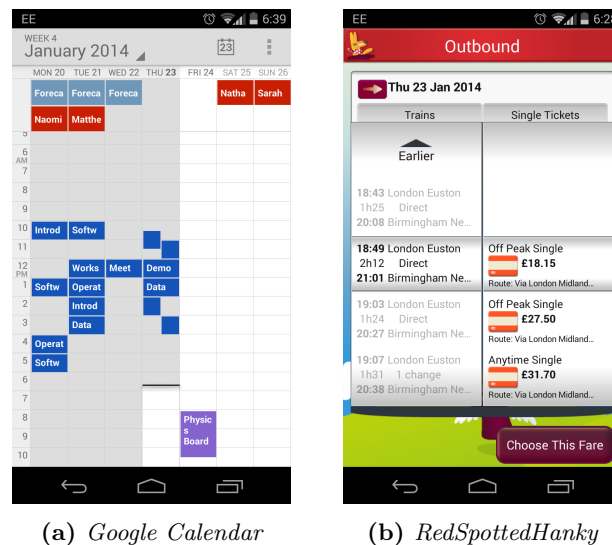 EE 6:39
WEEK 4
January 2014
23
MON 20 TUE 21 WED 22 THU 23 FRI 24 SAT 25 SUN 26
Foreca Foreca Foreca Natha Sarah
Naomi Matthe
5
6
AM
7
8
9
10 Introd Softw
11
12 Works Meet Demo
PM
1 Softw Operat Data
2 Introd
3 Data
4 Operat
5 Softw
6
7
8 Physic
s
9 Board
10
(a) Google Calendar
EE 6:28
Outbound
Thu 23 Jan 2014
Trains Single Tickets
Earlier
18:43 London Euston
1h25 Direct
20:08 Birmingham Ne...
18:49 London Euston
2h12 Direct
21:01 Birmingham Ne...
Off Peak Single
£18.15
Route: Via London Midland...
19:03 London Euston
1h24 Direct
20:27 Birmingham Ne...
Off Peak Single
£27.50
Route: Via London Midland...
19:07 London Euston
1h31 1 change
20:38 Birmingham Ne...
Anytime Single
£31.70
Route: Via London Midland...
Choose This Fare
(b) RedSpottedHanky